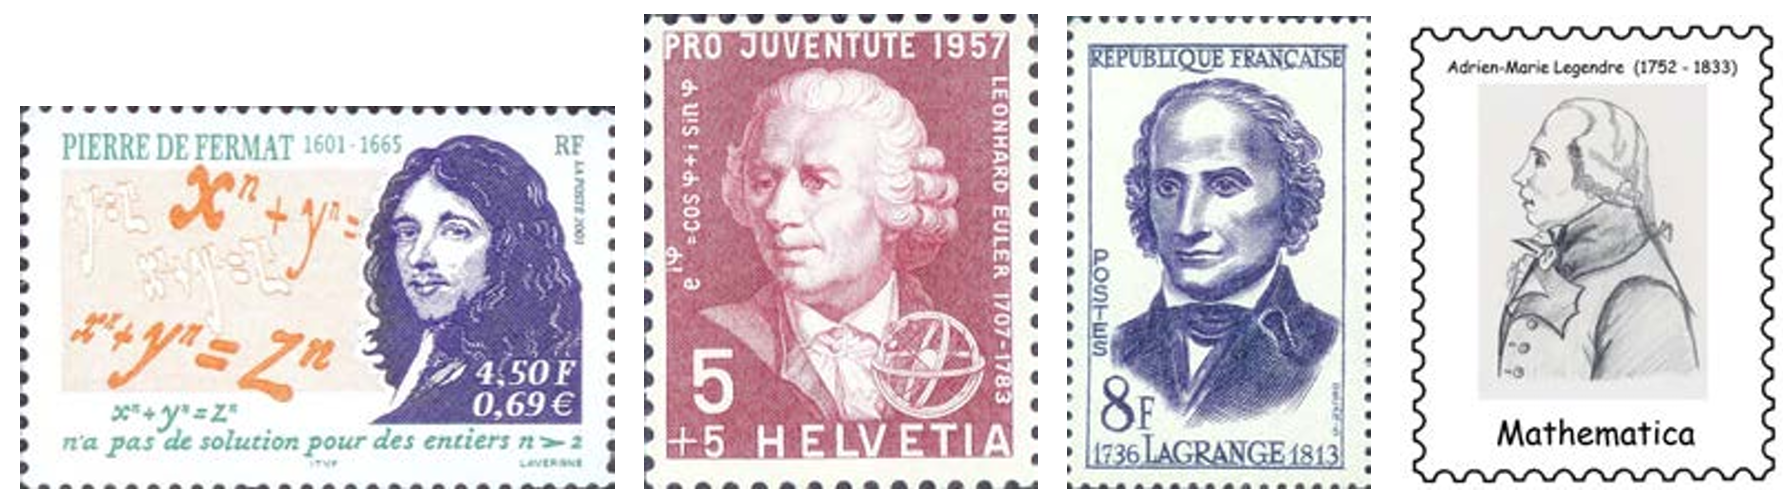 PIERRE DE FERMAT 1601-1665
RF
LA POSTE 2001
xⁿ + yⁿ =
xⁿ + yⁿ = zⁿ
4,50 F
0,69 €
xⁿ + yⁿ = zⁿ
n'a pas de solution pour des entiers n > 2
ITVF
LAVERGNE
PRO JUVENTUTE 1957
e^iφ = cos φ + i sin φ
LEONHARD EULER 1707-1783
5
+5 HELVETIA
REPUBLIQUE FRANÇAISE
POSTES
8F
1736 LAGRANGE 1813
Adrien-Marie Legendre (1752 - 1833)
Mathematica